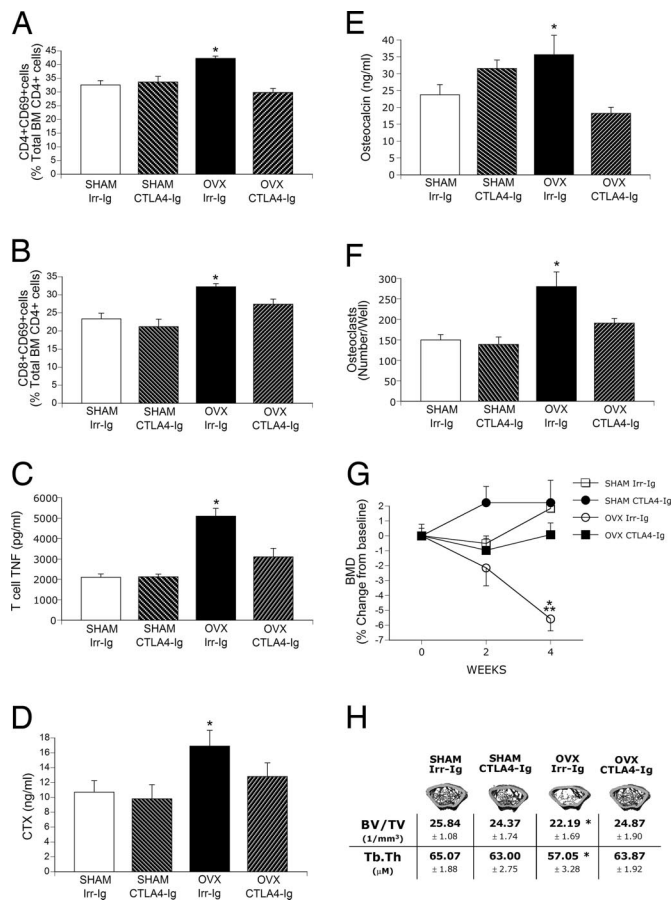 A
CD4+CD69+cells
(% Total BM CD4+ cells)
45
40
35
30
25
20
15
10
5
0
*
SHAM
Irr-Ig
SHAM
CTLA4-Ig
OVX
Irr-Ig
OVX
CTLA4-Ig
B
CD8+CD69+cells
(% Total BM CD4+ cells)
35
30
25
20
15
10
5
0
*
SHAM
Irr-Ig
SHAM
CTLA4-Ig
OVX
Irr-Ig
OVX
CTLA4-Ig
C
T cell TNF (pg/ml)
6000
5000
4000
3000
2000
1000
0
*
SHAM
Irr-Ig
SHAM
CTLA4-Ig
OVX
Irr-Ig
OVX
CTLA4-Ig
D
CTX (ng/ml)
18
16
14
12
10
8
6
4
2
0
*
SHAM
Irr-Ig
SHAM
CTLA4-Ig
OVX
Irr-Ig
OVX
CTLA4-Ig
E
Osteocalcin (ng/ml)
40
35
30
25
20
15
10
5
0
*
SHAM
Irr-Ig
SHAM
CTLA4-Ig
OVX
Irr-Ig
OVX
CTLA4-Ig
F
Osteoclasts
(Number/Well)
300
250
200
150
100
50
0
*
SHAM
Irr-Ig
SHAM
CTLA4-Ig
OVX
Irr-Ig
OVX
CTLA4-Ig
G
SHAM Irr-Ig
SHAM CTLA4-Ig
OVX Irr-Ig
OVX CTLA4-Ig
BMD
(% Change from baseline)
2
1
0
-1
-2
-3
-4
-5
-6
-7
*
**
0 2 4
WEEKS
H
SHAM Irr-Ig SHAM CTLA4-Ig OVX Irr-Ig OVX CTLA4-Ig
BV/TV 25.84 24.37 22.19 * 24.87
(1/mm³) ± 1.08 ± 1.74 ± 1.69 ± 1.90
Tb.Th 65.07 63.00 57.05 * 63.87
(μM) ± 1.88 ± 2.75 ± 3.28 ± 1.92